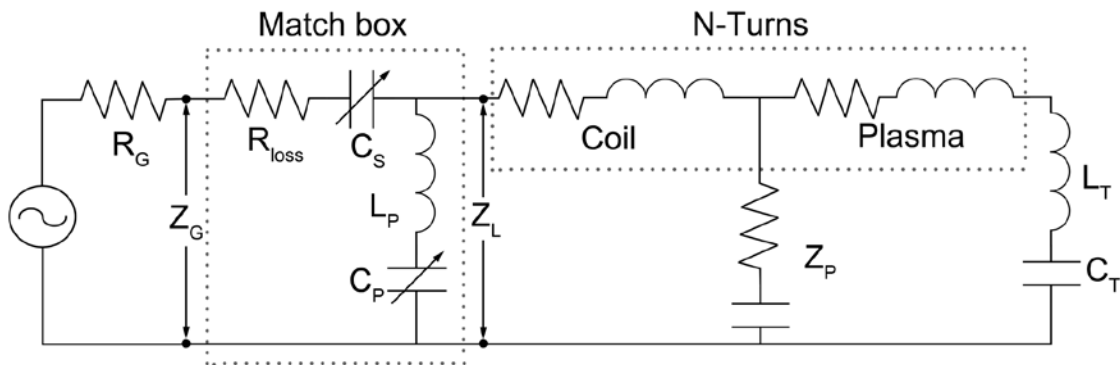 Match box
N-Turns
R_G
R_loss
C_S
Coil
Plasma
L_T
Z_G
L_P
Z_L
Z_P
C_P
C_T